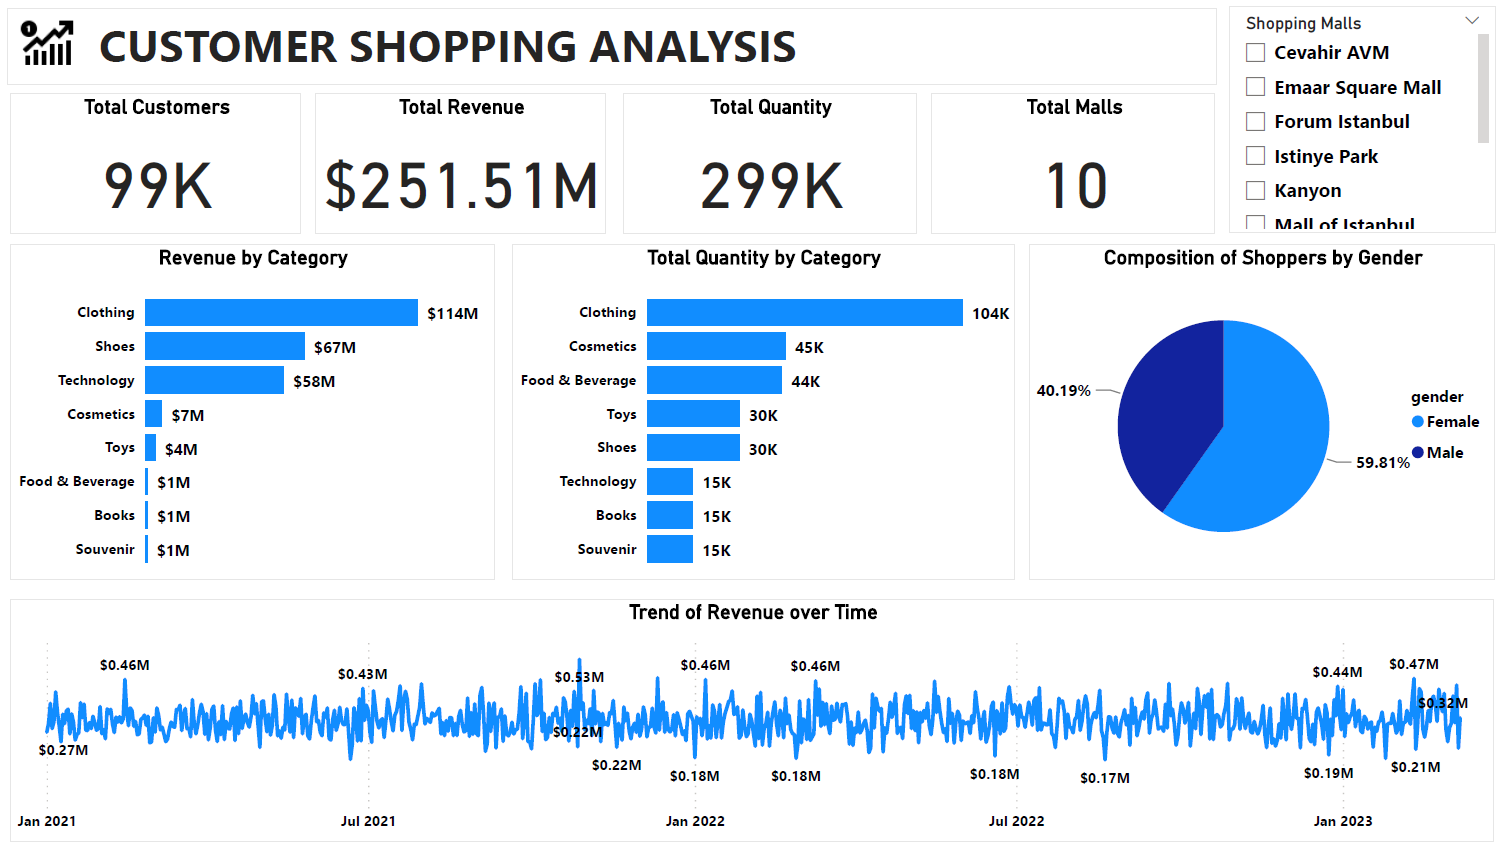 CUSTOMER SHOPPING ANALYSIS
Shopping Malls
Cevahir AVM
Emaar Square Mall
Forum Istanbul
Istinye Park
Kanyon
Mall of Istanbul
Total Customers
99K
Total Revenue
$251.51M
Total Quantity
299K
Total Malls
10
Revenue by Category
Clothing $114M
Shoes $67M
Technology $58M
Cosmetics $7M
Toys $4M
Food & Beverage $1M
Books $1M
Souvenir $1M
Total Quantity by Category
Clothing 104K
Cosmetics 45K
Food & Beverage 44K
Toys 30K
Shoes 30K
Technology 15K
Books 15K
Souvenir 15K
Composition of Shoppers by Gender
40.19%
59.81%
gender
Female
Male
Trend of Revenue over Time
$0.27M
$0.46M
$0.43M
$0.53M
$0.22M
$0.22M
$0.18M
$0.46M
$0.18M
$0.46M
$0.18M
$0.17M
$0.19M
$0.44M
$0.21M
$0.47M
$0.32M
Jan 2021
Jul 2021
Jan 2022
Jul 2022
Jan 2023